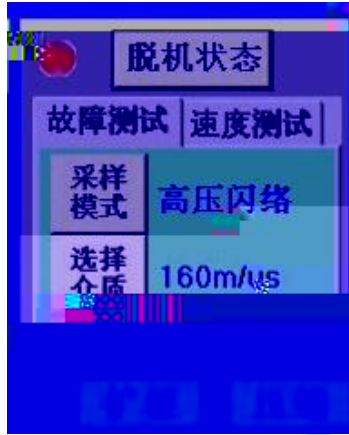 脱机状态
故障测试 速度测试
采样
模式
高压闪络
选择
介质
160m/us